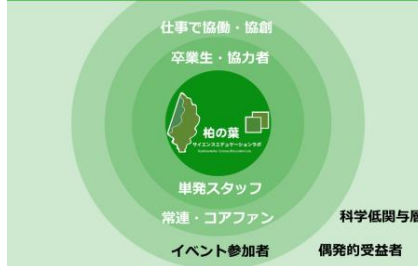 仕事で協働・協創
卒業生・協力者
柏の葉
サイエンスエデュケーションラボ
単発スタッフ
常連・コアファン
科学低関与層
イベント参加者
偶発的受益者